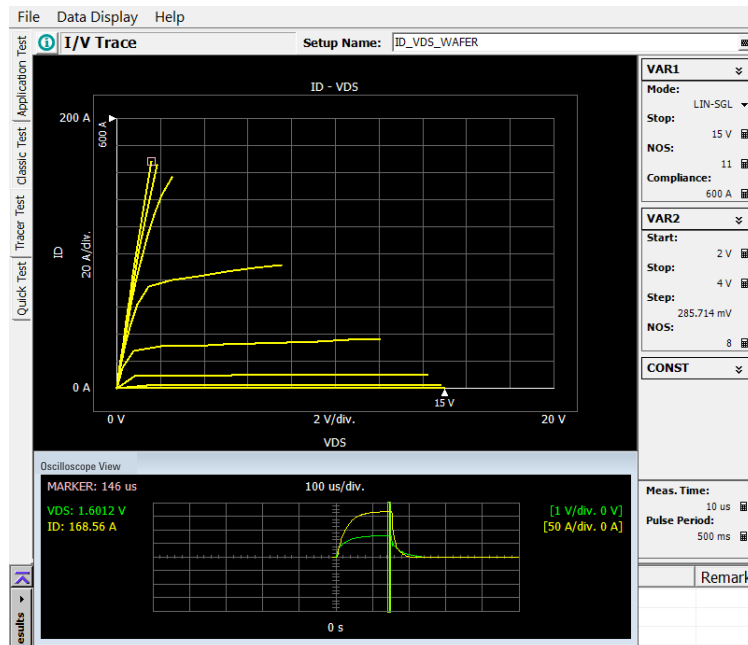 File Data Display Help
I/V Trace
Setup Name: ID_VDS_WAFER
Application Test
Classic Test
Tracer Test
Quick Test
ID - VDS
200 A
600 A
ID
20 A/div.
0 A
15 V
0 V
2 V/div.
20 V
VDS
VAR1
Mode:
LIN-SGL
Stop:
15 V
NOS:
11
Compliance:
600 A
VAR2
Start:
2 V
Stop:
4 V
Step:
285.714 mV
NOS:
8
CONST
Meas. Time:
10 us
Pulse Period:
500 ms
Oscilloscope View
MARKER: 146 us
100 us/div.
VDS: 1.6012 V
[1 V/div. 0 V]
ID: 168.56 A
[50 A/div. 0 A]
0 s
esults
Remark